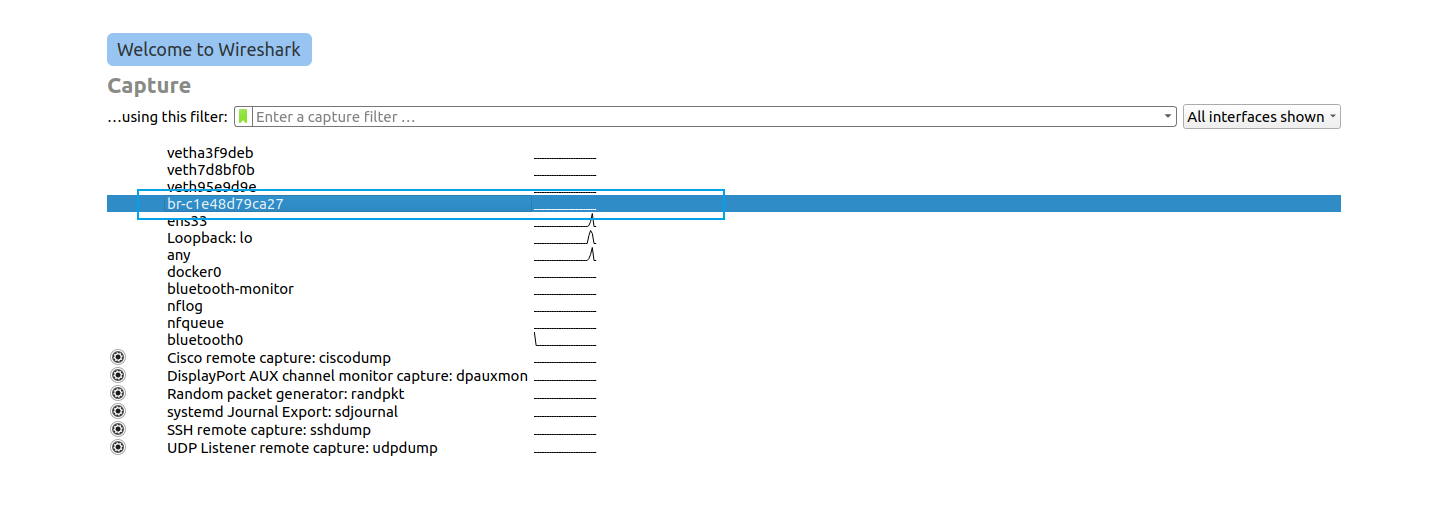 Welcome to Wireshark
Capture
...using this filter: Enter a capture filter ... All interfaces shown
vetha3f9deb
veth7d8bf0b
veth95e9d9e
br-c1e48d79ca27
ens33
Loopback: lo
any
docker0
bluetooth-monitor
nflog
nfqueue
bluetooth0
Cisco remote capture: ciscodump
DisplayPort AUX channel monitor capture: dpauxmon
Random packet generator: randpkt
systemd Journal Export: sdjournal
SSH remote capture: sshdump
UDP Listener remote capture: udpdump